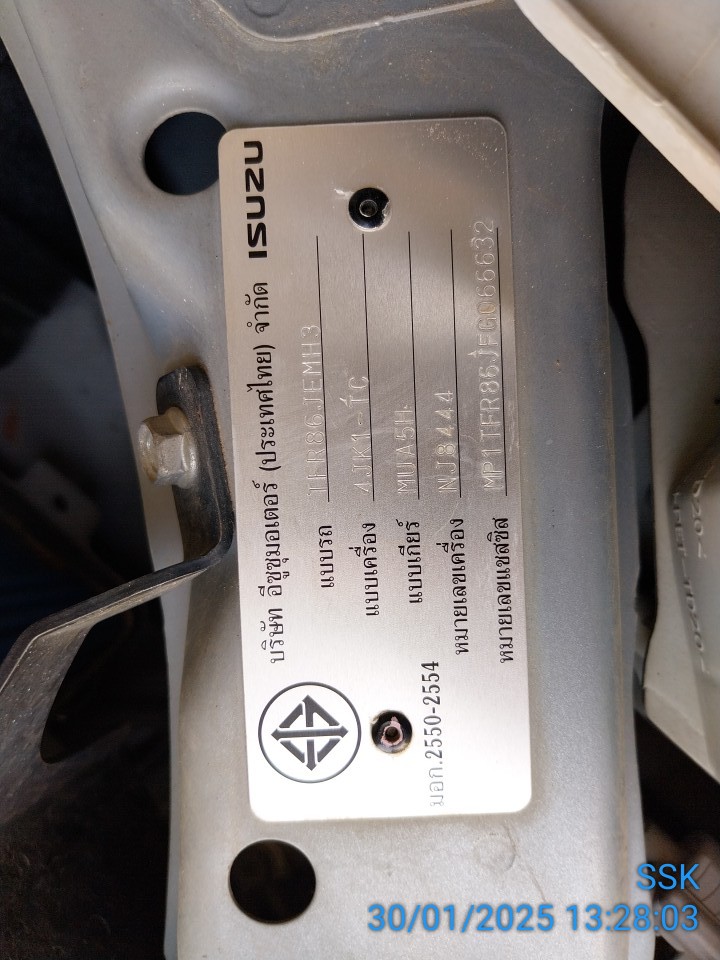 บริษัท อีซูซุมอเตอร์ (ประเทศไทย) จำกัด ISUZU
แบบรถ TFR86JEMH3
แบบเครื่อง 4JK1-TC
แบบเกียร์ MUA5H
หมายเลขเครื่อง NJ8444
หมายเลขแชสซิส MP1TFR86JFG066632
มอก.2550-2554
SSK
30/01/2025 13:28:03